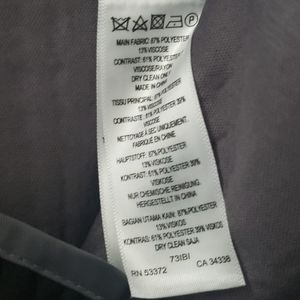 MAIN FABRIC: 87% POLYESTER
13% VISCOSE
CONTRAST: 61% POLYESTER 39%
VISCOSE/RAYON
DRY CLEAN ONLY
MADE IN CHINA
TISSU PRINCIPAL: 87% POLYESTER
13% VISCOSE
CONTRASTE: 61% POLYESTER 39%
VISCOSE
NETTOYAGE À SEC UNIQUEMENT.
FABRIQUÉ EN CHINE
HAUPTSTOFF: 87% POLYESTER
13% VISKOSE
KONTRAST: 61% POLYESTER 39%
VISKOSE
NUR CHEMISCHE REINIGUNG.
HERGESTELLT IN CHINA
BAGIAN UTAMA KAIN: 87% POLYESTER
13% VISKOS
KONTRAS: 61% POLYESTER 39% VISKOS
DRY CLEAN SAJA
73IBI
RN 53372 CA 34338